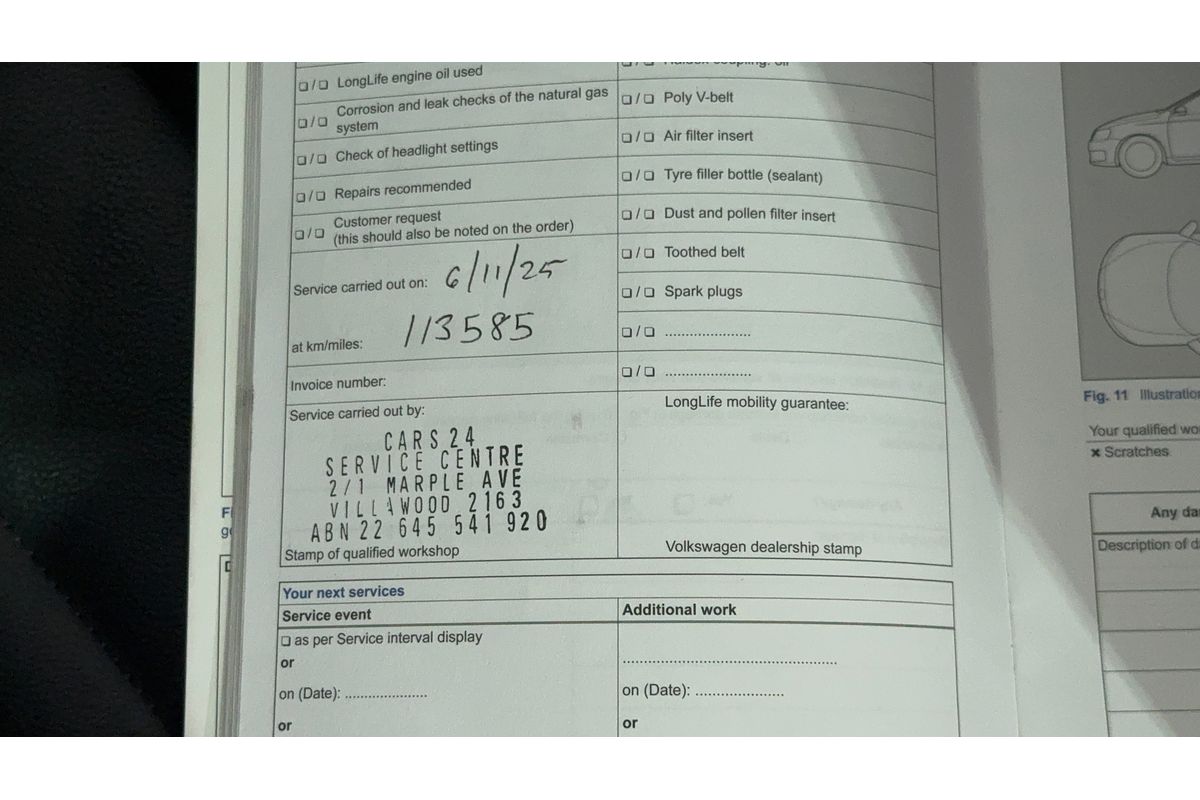 ❏ / ❏ LongLife engine oil used
❏ / ❏ Corrosion and leak checks of the natural gas
system
❏ / ❏ Check of headlight settings
❏ / ❏ Repairs recommended
❏ / ❏ Customer request
(this should also be noted on the order)
Service carried out on: 6/11/25
at km/miles: 113585
Invoice number:
Service carried out by:
CARS 24
SERVICE CENTRE
2/1 MARPLE AVE
VILLAWOOD 2163
ABN 22 645 541 920
Stamp of qualified workshop
❏ / ❏ Poly V-belt
❏ / ❏ Air filter insert
❏ / ❏ Tyre filler bottle (sealant)
❏ / ❏ Dust and pollen filter insert
❏ / ❏ Toothed belt
❏ / ❏ Spark plugs
❏ / ❏ .....................
❏ / ❏ .....................
LongLife mobility guarantee:
Volkswagen dealership stamp
Your next services
Service event
❏ as per Service interval display
or
on (Date): ....................
or
Additional work
.....................................................
on (Date): ......................
or
Fig. 11 Illustratio
Your qualified wo
× Scratches
Any da
Description of d